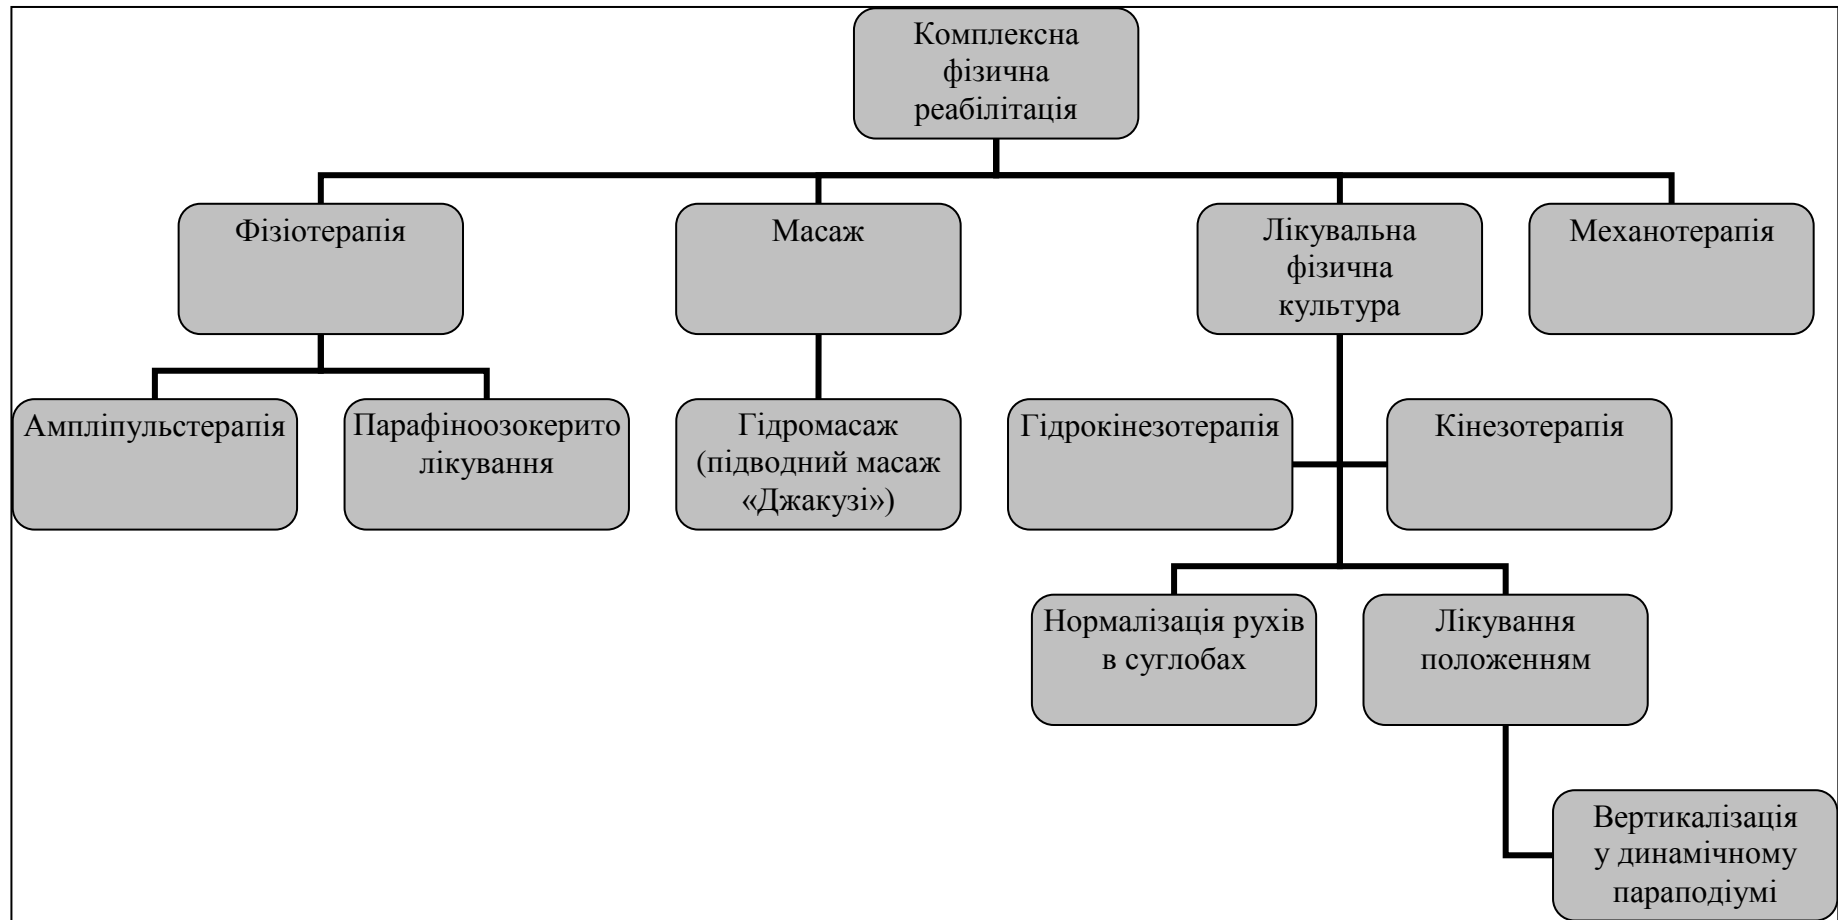 Комплексна
фізична
реабілітація
Фізіотерапія
Масаж
Лікувальна
фізична
культура
Механотерапія
Ампліпульстерапія
Парафіноозокерито
лікування
Гідромасаж
(підводний масаж
«Джакузі»)
Гідрокінезотерапія
Кінезотерапія
Нормалізація рухів
в суглобах
Лікування
положенням
Вертикалізація
у динамічному
параподіумі